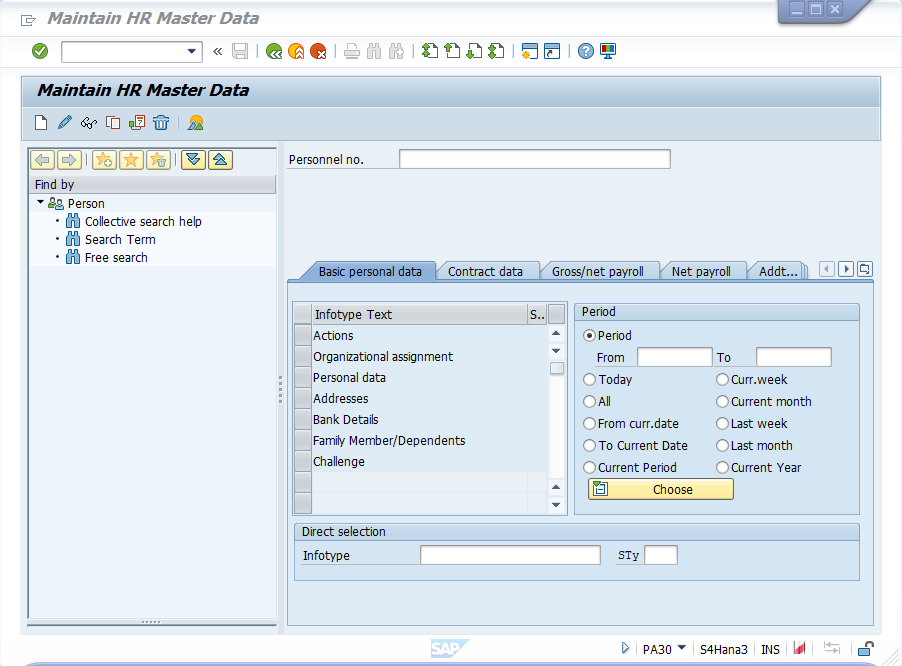 Maintain HR Master Data
Maintain HR Master Data
Find by
Person
Collective search help
Search Term
Free search
Personnel no.
Basic personal data Contract data Gross/net payroll Net payroll Addt...
Infotype Text S..
Actions
Organizational assignment
Personal data
Addresses
Bank Details
Family Member/Dependents
Challenge
Period
Period
From To
Today Curr.week
All Current month
From curr.date Last week
To Current Date Last month
Current Period Current Year
Choose
Direct selection
Infotype STy
SAP PA30 S4Hana3 INS